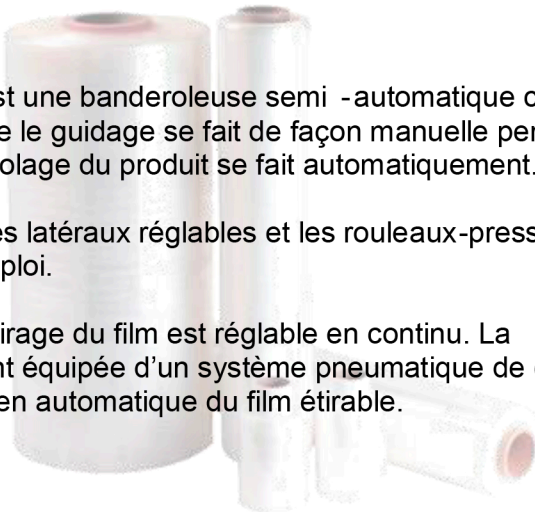 st une banderoleuse semi -automatique
e le guidage se fait de façon manuelle per
olage du produit se fait automatiquement.
es latéraux réglables et les rouleaux-press
ploi.
irage du film est réglable en continu. La
nt équipée d’un système pneumatique de
en automatique du film étirable.